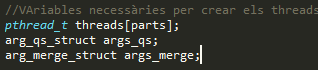 //VAriables necessàries per crear els threads
pthread_t threads[parts];
arg_qs_struct args_qs;
arg_merge_struct args_merge;